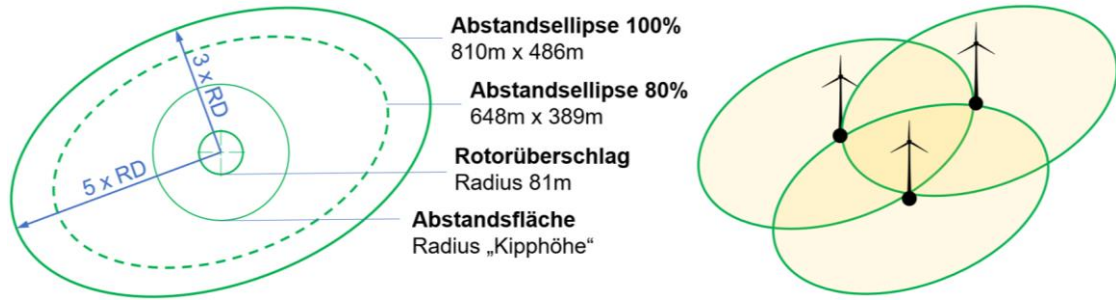 Abstandsellipse 100%
810m x 486m
3 x RD
Abstandsellipse 80%
648m x 389m
Rotorüberschlag
Radius 81m
5 x RD
Abstandsfläche
Radius „Kipphöhe“